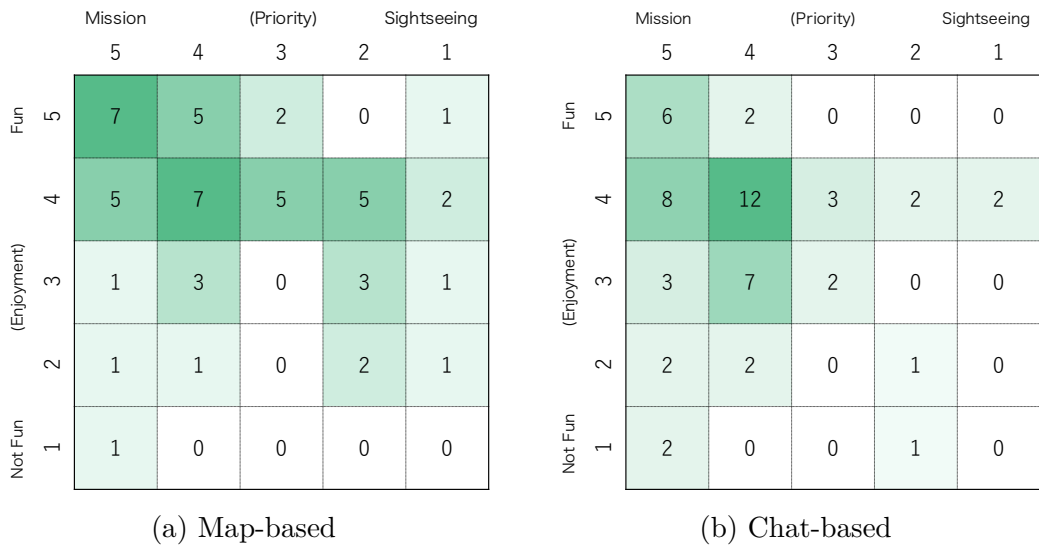 Mission (Priority) Sightseeing
5 4 3 2 1
Fun
(Enjoyment)
Not Fun
5 7 5 2 0 1
4 5 7 5 5 2
3 1 3 0 3 1
2 1 1 0 2 1
1 1 0 0 0 0
(a) Map-based
Mission (Priority) Sightseeing
5 4 3 2 1
Fun
(Enjoyment)
Not Fun
5 6 2 0 0 0
4 8 12 3 2 2
3 3 7 2 0 0
2 2 2 0 1 0
1 2 0 0 1 0
(b) Chat-based